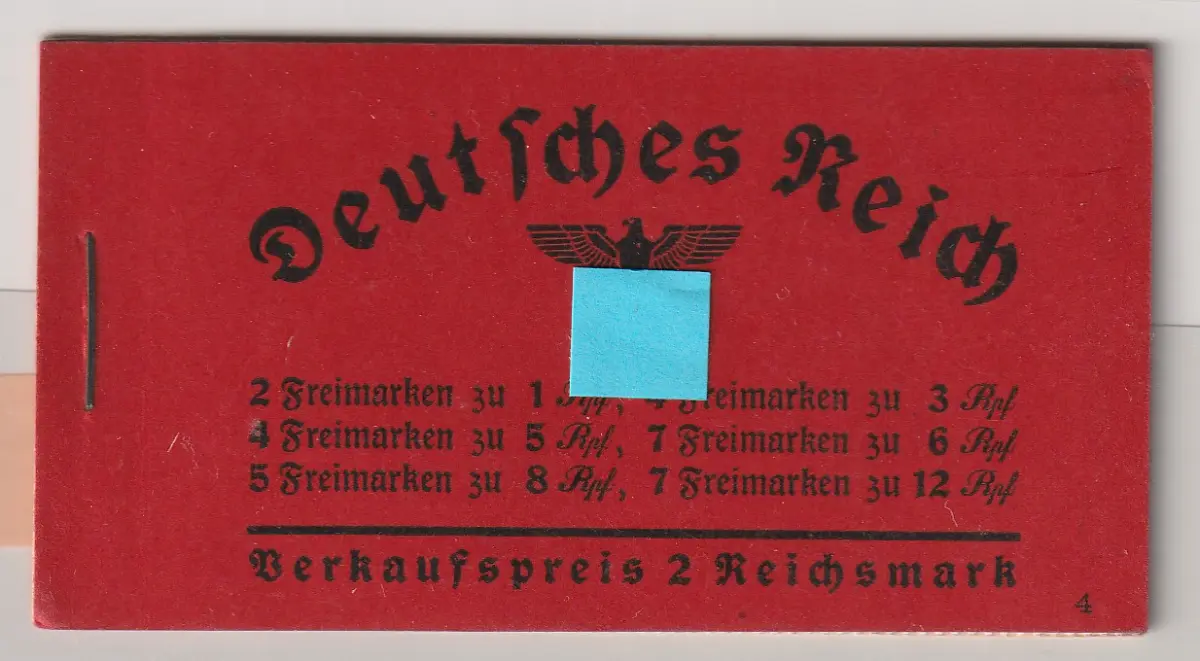 Deutsches Reich
2 Freimarken zu 1 Rpf, 4 Freimarken zu 3 Rpf
4 Freimarken zu 5 Rpf, 7 Freimarken zu 6 Rpf
5 Freimarken zu 8 Rpf, 7 Freimarken zu 12 Rpf
Verkaufspreis 2 Reichsmark
4